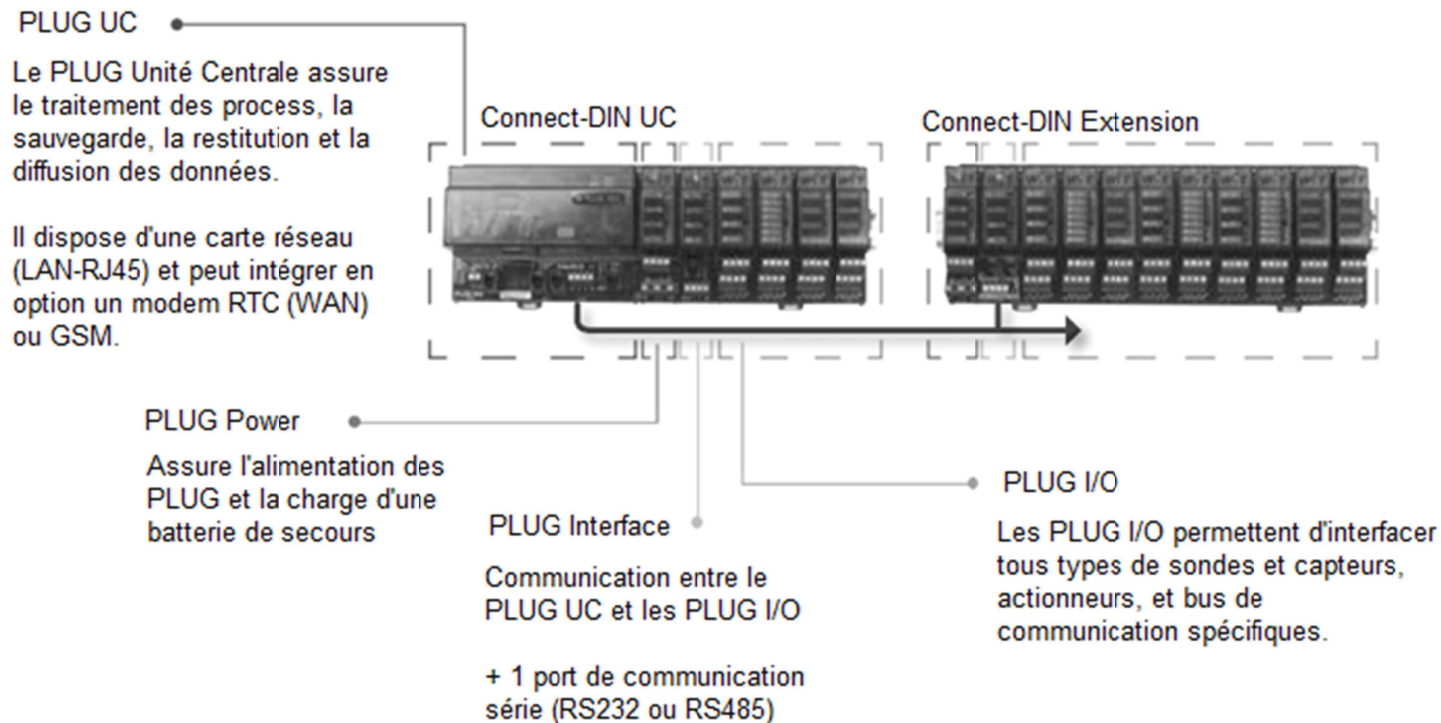 PLUG UC
Le PLUG Unité Centrale assure
le traitement des process, la
sauvegarde, la restitution et la
diffusion des données.
Il dispose d'une carte réseau
(LAN-RJ45) et peut intégrer en
option un modem RTC (WAN)
ou GSM.
Connect-DIN UC
Connect-DIN Extension
PLUG Power
Assure l'alimentation des
PLUG et la charge d'une
batterie de secours
PLUG Interface
Communication entre le
PLUG UC et les PLUG I/O
+ 1 port de communication
série (RS232 ou RS485)
PLUG I/O
Les PLUG I/O permettent d'interfacer
tous types de sondes et capteurs,
actionneurs, et bus de
communication spécifiques.